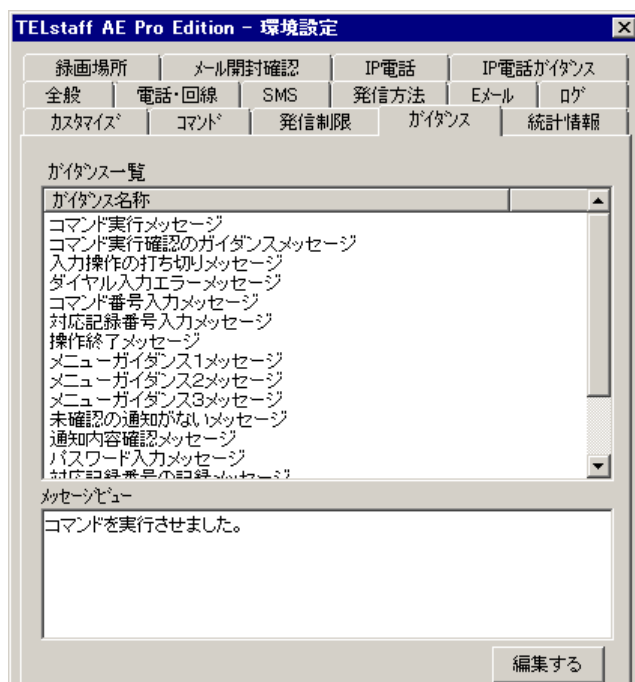 TELstaff AE Pro Edition - 環境設定
録画場所 メール開封確認 IP電話 IP電話ガイダンス
全般 電話・回線 SMS 発信方法 Eメール ログ
カスタマイズ コマンド 発信制限 ガイダンス 統計情報
ガイダンス一覧
ガイダンス名称
コマンド実行メッセージ
コマンド実行確認のガイダンスメッセージ
入力操作の打ち切りメッセージ
ダイヤル入力エラーメッセージ
コマンド番号入力メッセージ
対応記録番号入力メッセージ
操作終了メッセージ
メニューガイダンス1メッセージ
メニューガイダンス2メッセージ
メニューガイダンス3メッセージ
未確認の通知がないメッセージ
通知内容確認メッセージ
パスワード入力メッセージ
対応記録番号の記録メッセージ
メッセージビュー
コマンドを実行させました。
編集する